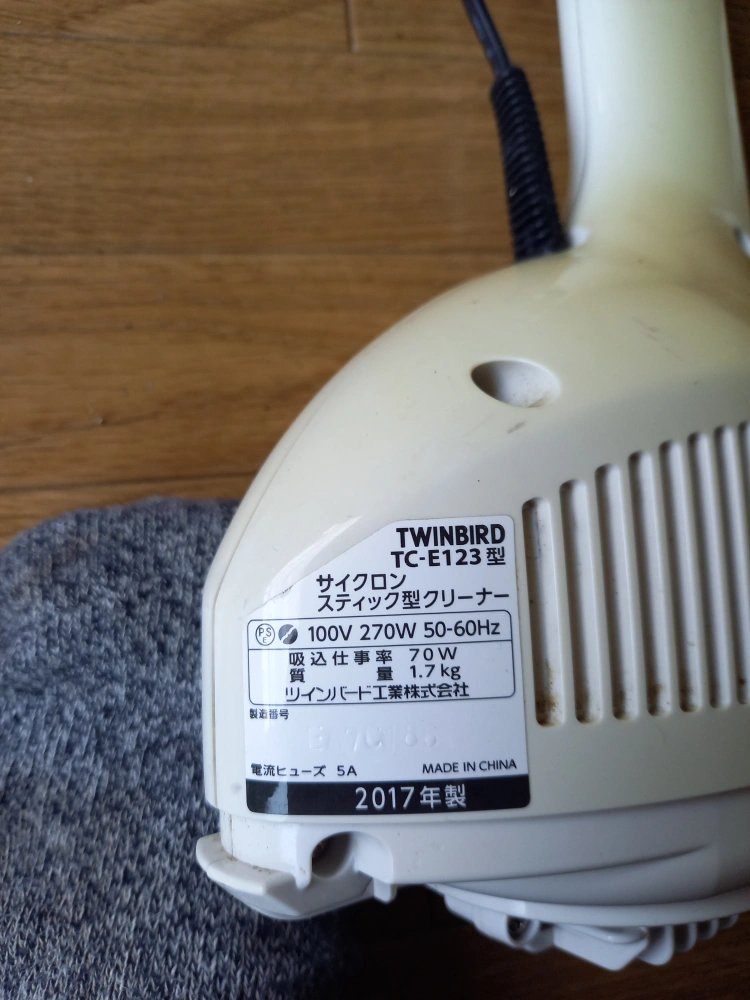 TWINBIRD
TC-E123型
サイクロン
スティック型クリーナー
PS
E
100V 270W 50-60Hz
吸込仕事率 70W
質量 1.7kg
ツインバード工業株式会社
製造番号
電流ヒューズ 5A MADE IN CHINA
2017年製